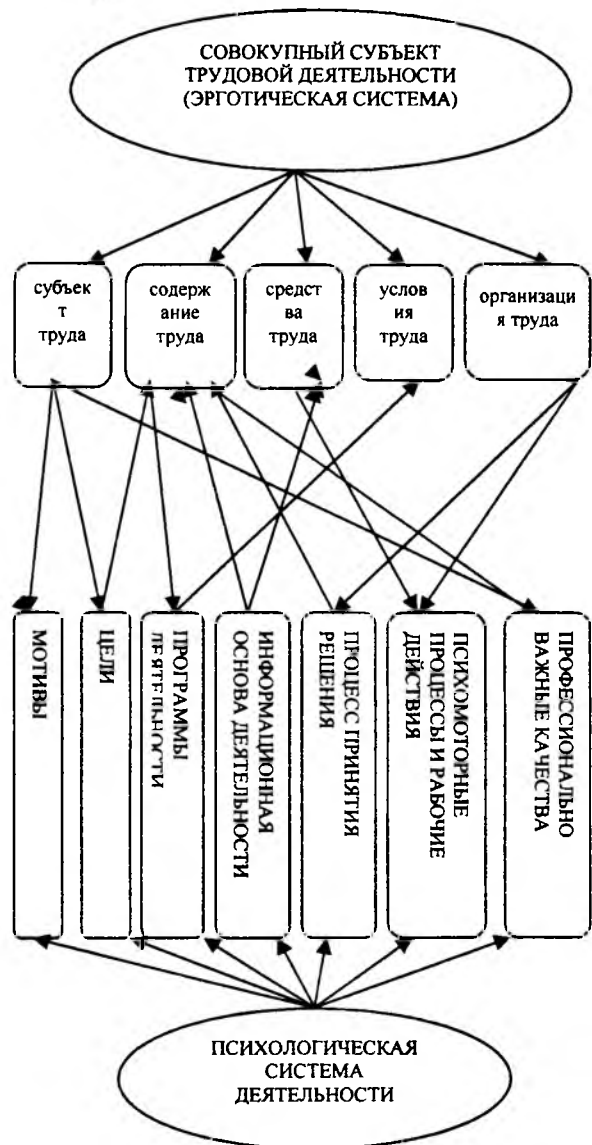 СОВОКУПНЫЙ СУБЪЕКТ
ТРУДОВОЙ ДЕЯТЕЛЬНОСТИ
(ЭРГОТИЧЕСКАЯ СИСТЕМА)
субъек
т
труда
содерж
ание
труда
средст
ва
труда
услов
ия
труда
организаци
я труда
МОТИВЫ
ЦЕЛИ
ПРОГРАММЫ
ДЕЯТЕЛЬНОСТИ
ИНФОРМАЦИОННАЯ
ОСНОВА ДЕЯТЕЛЬНОСТИ
ПРОЦЕСС ПРИНЯТИЯ
РЕШЕНИЯ
ПСИХОМОТОРНЫЕ
ПРОЦЕССЫ И РАБОЧИЕ
ДЕЙСТВИЯ
ПРОФЕССИОНАЛЬНО
ВАЖНЫЕ КАЧЕСТВА
ПСИХОЛОГИЧЕСКАЯ
СИСТЕМА
ДЕЯТЕЛЬНОСТИ